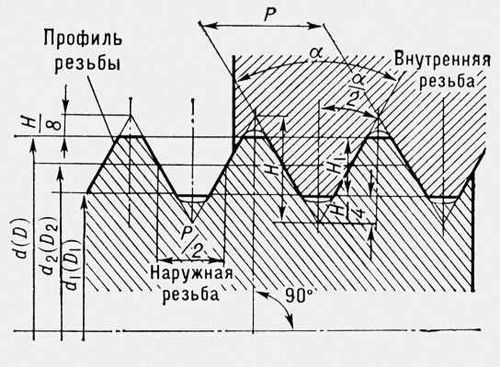 P
Профиль
резьбы
α
α/2
Внутренняя
резьба
H/8
H
H₁
H/4
d(D)
d₂(D₂)
d₁(D₁)
P/2
Наружная
резьба
90°